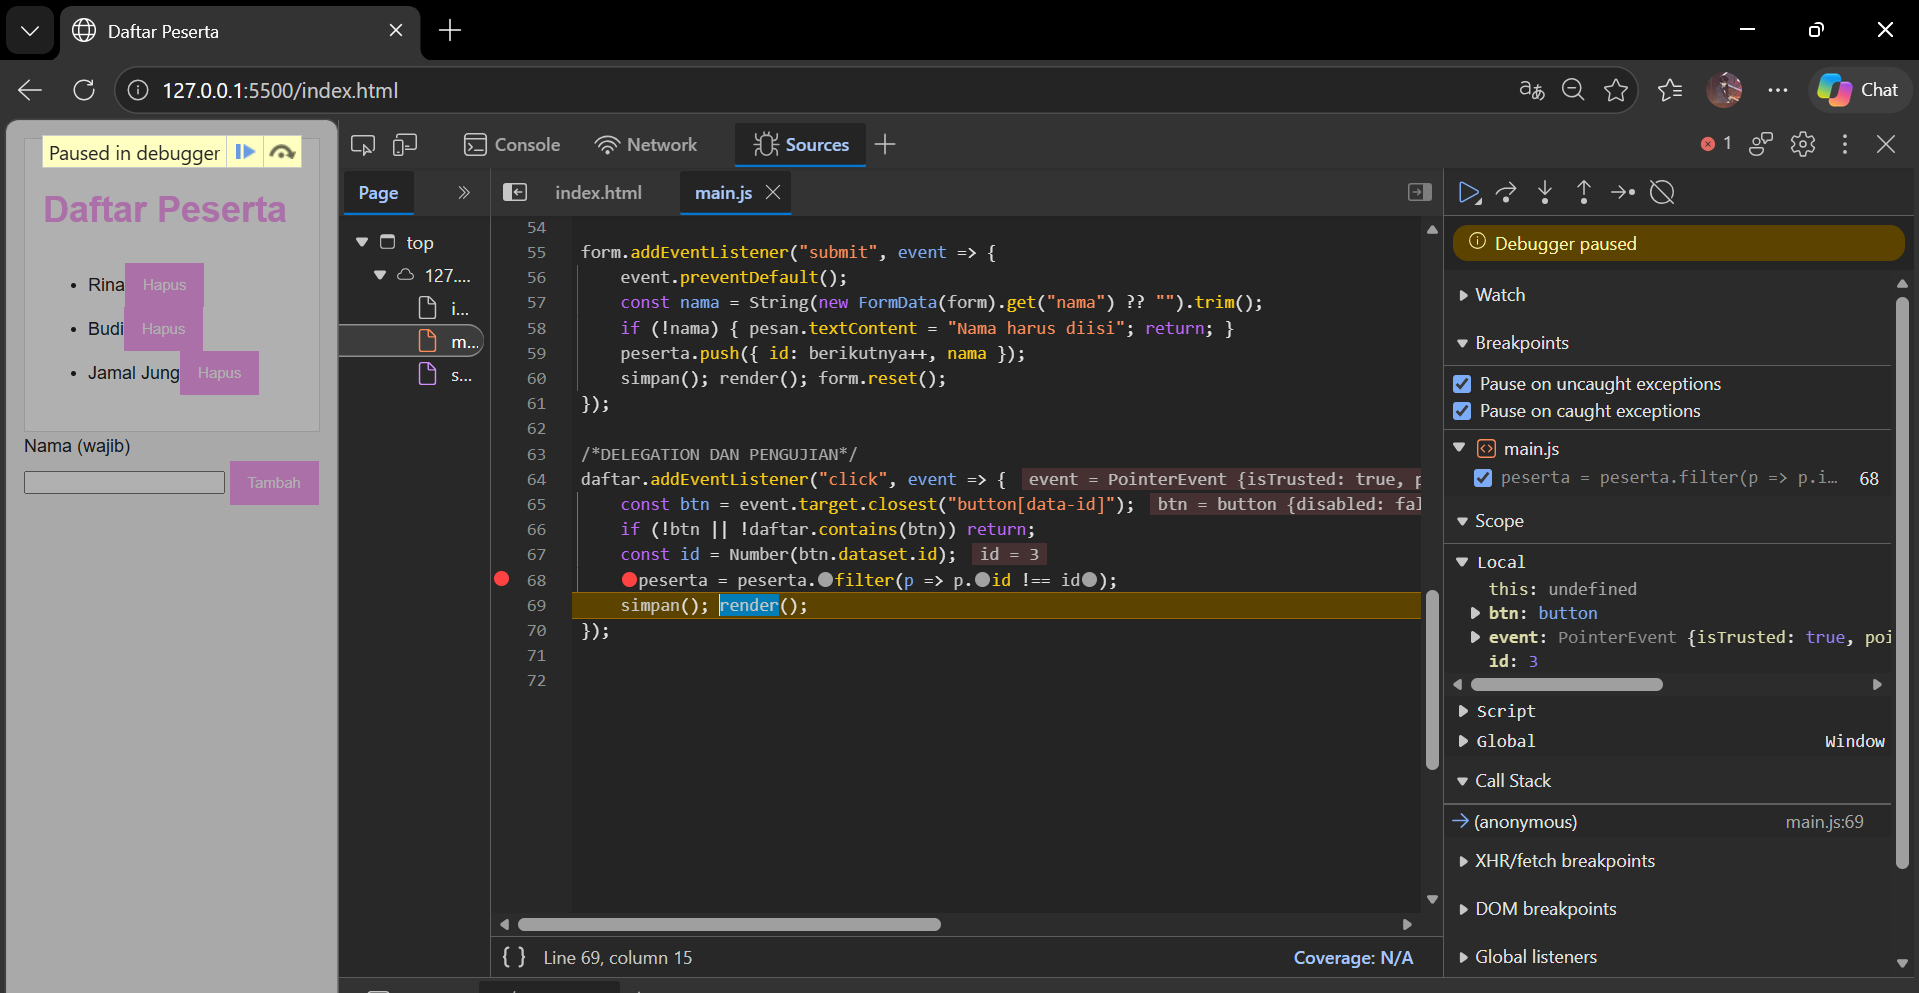 Daftar Peserta
127.0.0.1:5500/index.html
Chat
Paused in debugger
Daftar Peserta
Rina Hapus
Budi Hapus
Jamal Jung Hapus
Nama (wajib)
Tambah
Console
Network
Sources
1
Page
index.html
main.js
top
127....
i...
m...
s...
54
55 form.addEventListener("submit", event => {
56 event.preventDefault();
57 const nama = String(new FormData(form).get("nama") ?? "").trim();
58 if (!nama) { pesan.textContent = "Nama harus diisi"; return; }
59 peserta.push({ id: berikutnya++, nama });
60 simpan(); render(); form.reset();
61 });
62
63 /*DELEGATION DAN PENGUJIAN*/
64 daftar.addEventListener("click", event => { event = PointerEvent {isTrusted: true, p
65 const btn = event.target.closest("button[data-id]"); btn = button {disabled: fal
66 if (!btn || !daftar.contains(btn)) return;
67 const id = Number(btn.dataset.id); id = 3
68 peserta = peserta.filter(p => p.id !== id);
69 simpan(); render();
70 });
71
72
{ } Line 69, column 15
Coverage: N/A
Debugger paused
Watch
Breakpoints
Pause on uncaught exceptions
Pause on caught exceptions
main.js
peserta = peserta.filter(p => p.i... 68
Scope
Local
this: undefined
btn: button
event: PointerEvent {isTrusted: true, poi
id: 3
Script
Global Window
Call Stack
(anonymous) main.js:69
XHR/fetch breakpoints
DOM breakpoints
Global listeners